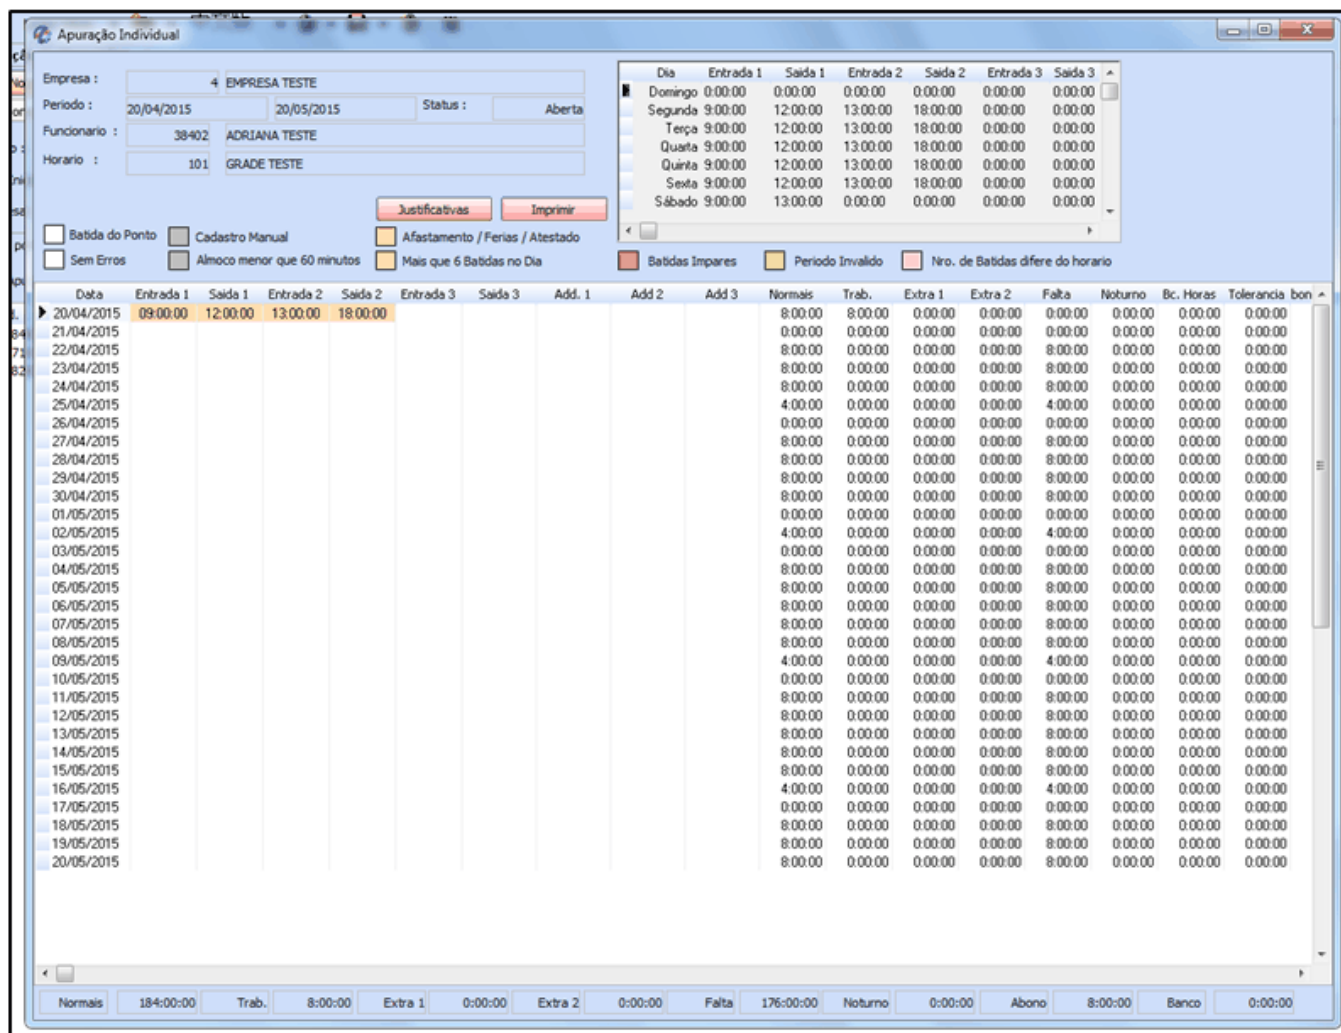 Apuração Individual
Empresa : 4 EMPRESA TESTE
Periodo : 20/04/2015 20/05/2015 Status : Aberta
Funcionario : 38402 ADRIANA TESTE
Horario : 101 GRADE TESTE
Justificativas Imprimir
Dia Entrada 1 Saida 1 Entrada 2 Saida 2 Entrada 3 Saida 3
Domingo 0:00:00 0:00:00 0:00:00 0:00:00 0:00:00 0:00:00
Segunda 9:00:00 12:00:00 13:00:00 18:00:00 0:00:00 0:00:00
Terça 9:00:00 12:00:00 13:00:00 18:00:00 0:00:00 0:00:00
Quarta 9:00:00 12:00:00 13:00:00 18:00:00 0:00:00 0:00:00
Quinta 9:00:00 12:00:00 13:00:00 18:00:00 0:00:00 0:00:00
Sexta 9:00:00 12:00:00 13:00:00 18:00:00 0:00:00 0:00:00
Sábado 9:00:00 13:00:00 0:00:00 0:00:00 0:00:00 0:00:00
Batida do Ponto Cadastro Manual Afastamento / Ferias / Atestado
Sem Erros Almoco menor que 60 minutos Mais que 6 Batidas no Dia Batidas Impares Periodo Invalido Nro. de Batidas difere do horario
Data Entrada 1 Saida 1 Entrada 2 Saida 2 Entrada 3 Saida 3 Add. 1 Add 2 Add 3 Normais Trab. Extra 1 Extra 2 Falta Noturno Bc. Horas Tolerancia bon
20/04/2015 09:00:00 12:00:00 13:00:00 18:00:00 8:00:00 8:00:00 0:00:00 0:00:00 0:00:00 0:00:00 0:00:00 0:00:00
21/04/2015 0:00:00 0:00:00 0:00:00 0:00:00 0:00:00 0:00:00 0:00:00 0:00:00
22/04/2015 8:00:00 0:00:00 0:00:00 0:00:00 8:00:00 0:00:00 0:00:00 0:00:00
23/04/2015 8:00:00 0:00:00 0:00:00 0:00:00 8:00:00 0:00:00 0:00:00 0:00:00
24/04/2015 8:00:00 0:00:00 0:00:00 0:00:00 8:00:00 0:00:00 0:00:00 0:00:00
25/04/2015 4:00:00 0:00:00 0:00:00 0:00:00 4:00:00 0:00:00 0:00:00 0:00:00
26/04/2015 0:00:00 0:00:00 0:00:00 0:00:00 0:00:00 0:00:00 0:00:00 0:00:00
27/04/2015 8:00:00 0:00:00 0:00:00 0:00:00 8:00:00 0:00:00 0:00:00 0:00:00
28/04/2015 8:00:00 0:00:00 0:00:00 0:00:00 8:00:00 0:00:00 0:00:00 0:00:00
29/04/2015 8:00:00 0:00:00 0:00:00 0:00:00 8:00:00 0:00:00 0:00:00 0:00:00
30/04/2015 8:00:00 0:00:00 0:00:00 0:00:00 8:00:00 0:00:00 0:00:00 0:00:00
01/05/2015 0:00:00 0:00:00 0:00:00 0:00:00 0:00:00 0:00:00 0:00:00 0:00:00
02/05/2015 4:00:00 0:00:00 0:00:00 0:00:00 4:00:00 0:00:00 0:00:00 0:00:00
03/05/2015 0:00:00 0:00:00 0:00:00 0:00:00 0:00:00 0:00:00 0:00:00 0:00:00
04/05/2015 8:00:00 0:00:00 0:00:00 0:00:00 8:00:00 0:00:00 0:00:00 0:00:00
05/05/2015 8:00:00 0:00:00 0:00:00 0:00:00 8:00:00 0:00:00 0:00:00 0:00:00
06/05/2015 8:00:00 0:00:00 0:00:00 0:00:00 8:00:00 0:00:00 0:00:00 0:00:00
07/05/2015 8:00:00 0:00:00 0:00:00 0:00:00 8:00:00 0:00:00 0:00:00 0:00:00
08/05/2015 8:00:00 0:00:00 0:00:00 0:00:00 8:00:00 0:00:00 0:00:00 0:00:00
09/05/2015 4:00:00 0:00:00 0:00:00 0:00:00 4:00:00 0:00:00 0:00:00 0:00:00
10/05/2015 0:00:00 0:00:00 0:00:00 0:00:00 0:00:00 0:00:00 0:00:00 0:00:00
11/05/2015 8:00:00 0:00:00 0:00:00 0:00:00 8:00:00 0:00:00 0:00:00 0:00:00
12/05/2015 8:00:00 0:00:00 0:00:00 0:00:00 8:00:00 0:00:00 0:00:00 0:00:00
13/05/2015 8:00:00 0:00:00 0:00:00 0:00:00 8:00:00 0:00:00 0:00:00 0:00:00
14/05/2015 8:00:00 0:00:00 0:00:00 0:00:00 8:00:00 0:00:00 0:00:00 0:00:00
15/05/2015 8:00:00 0:00:00 0:00:00 0:00:00 8:00:00 0:00:00 0:00:00 0:00:00
16/05/2015 4:00:00 0:00:00 0:00:00 0:00:00 4:00:00 0:00:00 0:00:00 0:00:00
17/05/2015 0:00:00 0:00:00 0:00:00 0:00:00 0:00:00 0:00:00 0:00:00 0:00:00
18/05/2015 8:00:00 0:00:00 0:00:00 0:00:00 8:00:00 0:00:00 0:00:00 0:00:00
19/05/2015 8:00:00 0:00:00 0:00:00 0:00:00 8:00:00 0:00:00 0:00:00 0:00:00
20/05/2015 8:00:00 0:00:00 0:00:00 0:00:00 8:00:00 0:00:00 0:00:00 0:00:00
Normais 184:00:00 Trab. 8:00:00 Extra 1 0:00:00 Extra 2 0:00:00 Falta 176:00:00 Noturno 0:00:00 Abono 8:00:00 Banco 0:00:00